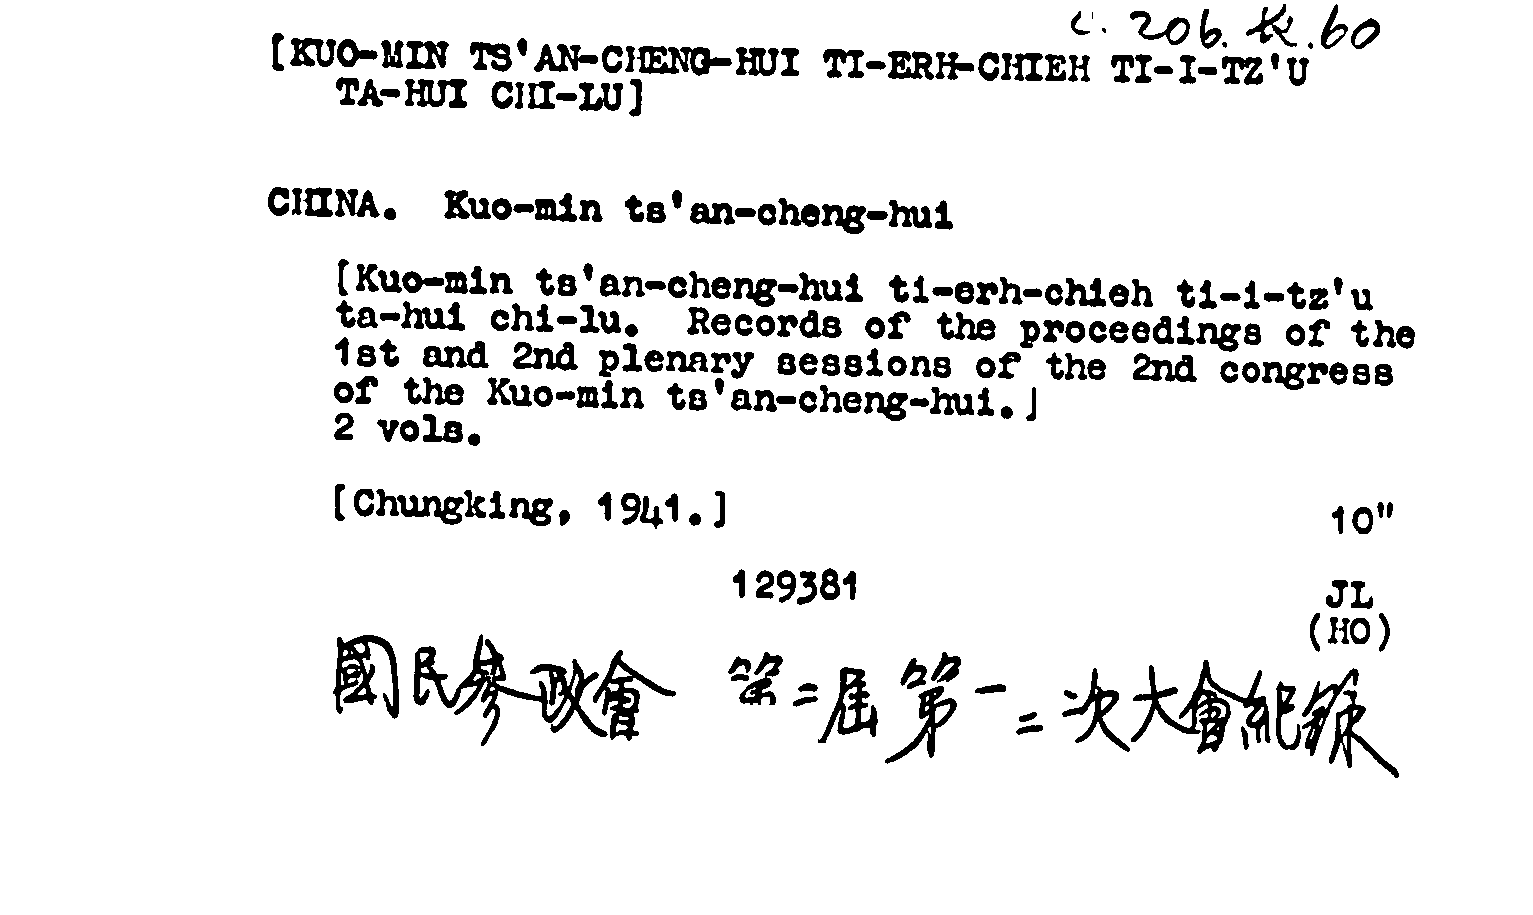 C. 206. k. 60
[KUO-MIN TS'AN-CHENG-HUI TI-ERH-CHIEH TI-I-TZ'U
TA-HUI CHI-LU]
CHINA. Kuo-min ts'an-cheng-hui
[Kuo-min ts'an-cheng-hui ti-erh-chieh ti-i-tz'u
ta-hui chi-lu. Records of the proceedings of the
1st and 2nd plenary sessions of the 2nd congress
of the Kuo-min ts'an-cheng-hui.]
2 vols.
[Chungking, 1941.] 10"
129381 JL
(HO)
國民參政會 第二屆第一二次大會紀錄